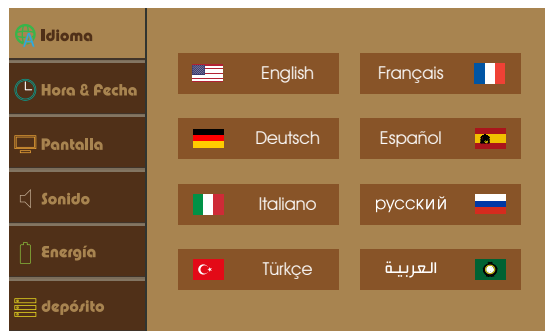 Idioma
Hora & Fecha
Pantalla
Sonido
Energía
depósito
English
Français
Deutsch
Español
Italiano
русский
Türkçe
العربية